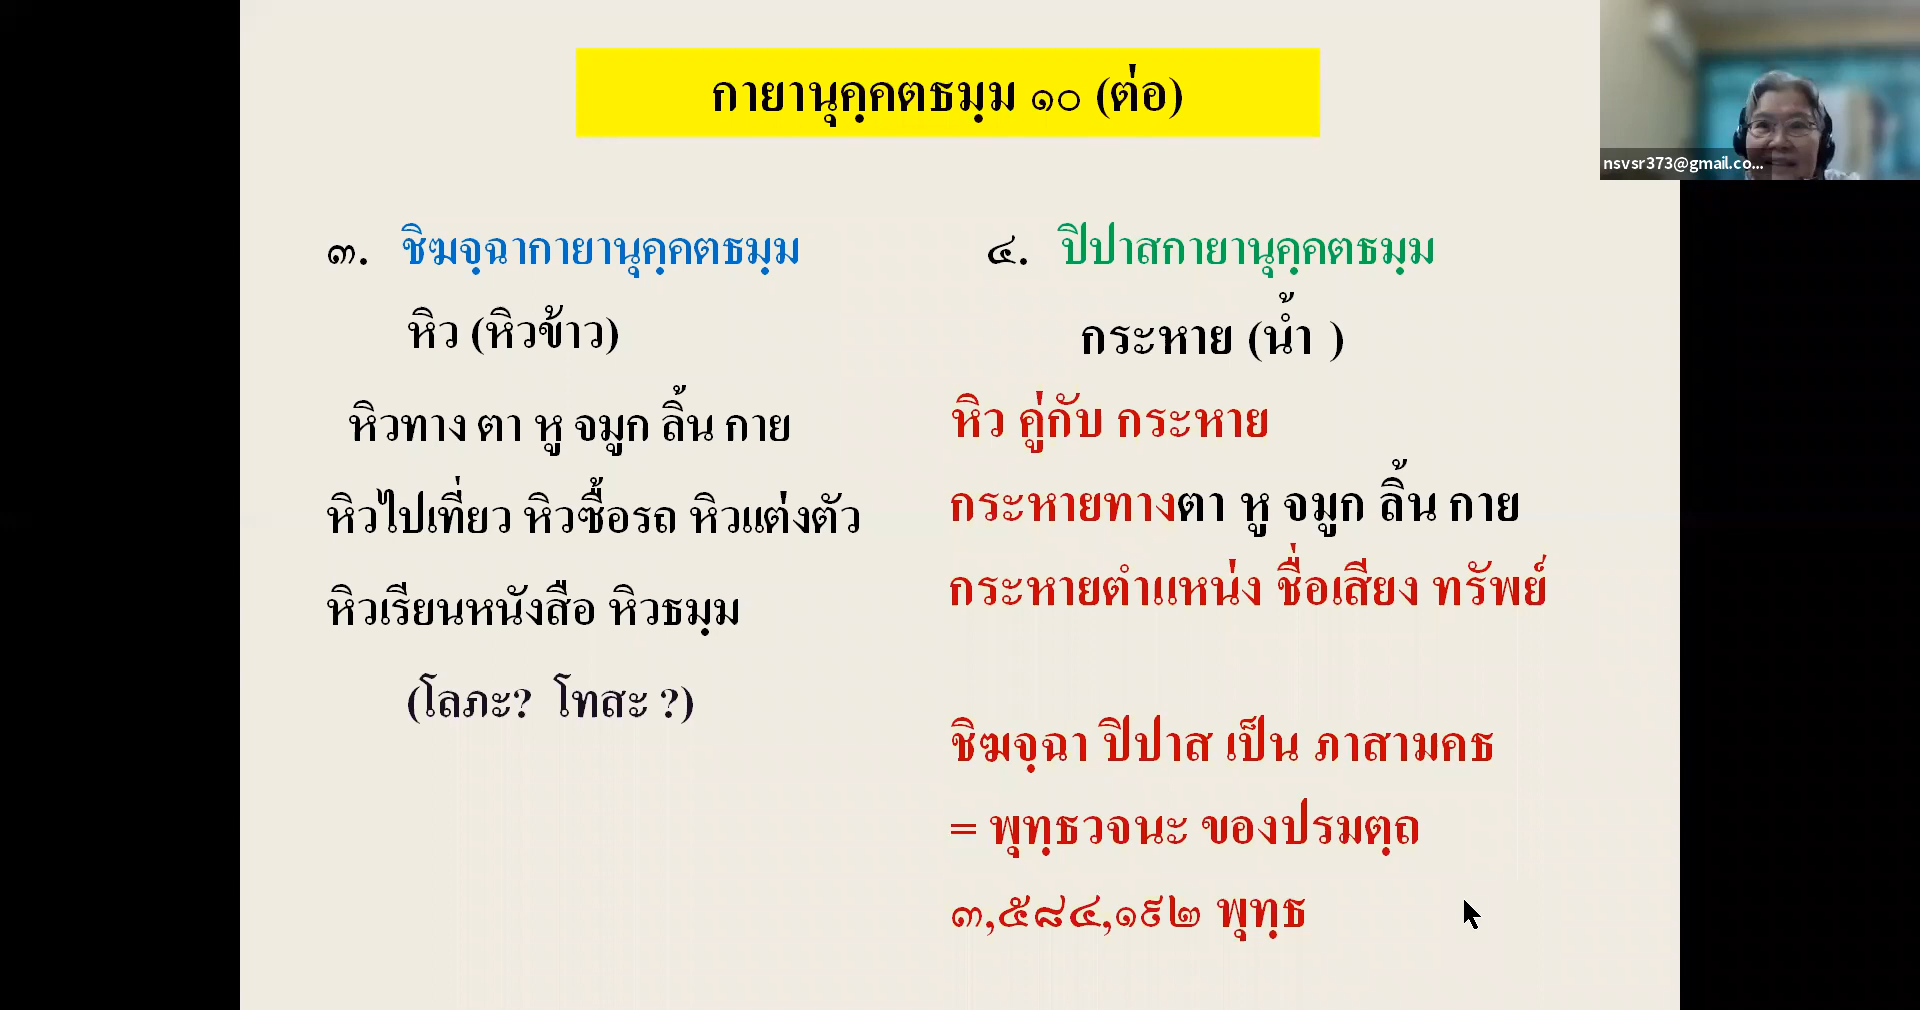 กายานุคฺคตธมฺม ๑๐ (ต่อ)
nsvsr373@gmail.co...
๓. ชิฆจฺฉากายานุคฺคตธมฺม
หิว (หิวข้าว)
หิวทาง ตา หู จมูก ลิ้น กาย
หิวไปเที่ยว หิวซื้อรถ หิวแต่งตัว
หิวเรียนหนังสือ หิวธมฺม
(โลภะ? โทสะ ?)
๔. ปิปาสกายานุคฺคตธมฺม
กระหาย (น้ำ )
หิว คู่กับ กระหาย
กระหายทางตา หู จมูก ลิ้น กาย
กระหายตำแหน่ง ชื่อเสียง ทรัพย์
ชิฆจฺฉา ปิปาส เป็น ภาสามคธ
= พุทฺธวจนะ ของปรมตฺถ
๓,๕๘๔,๑๙๒ พุทฺธ